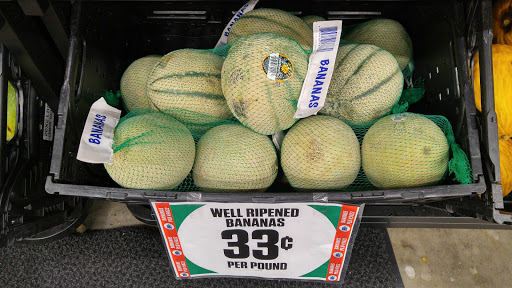 BANANAS
BANANAS
WELL RIPENED
BANANAS
33¢
PER POUND